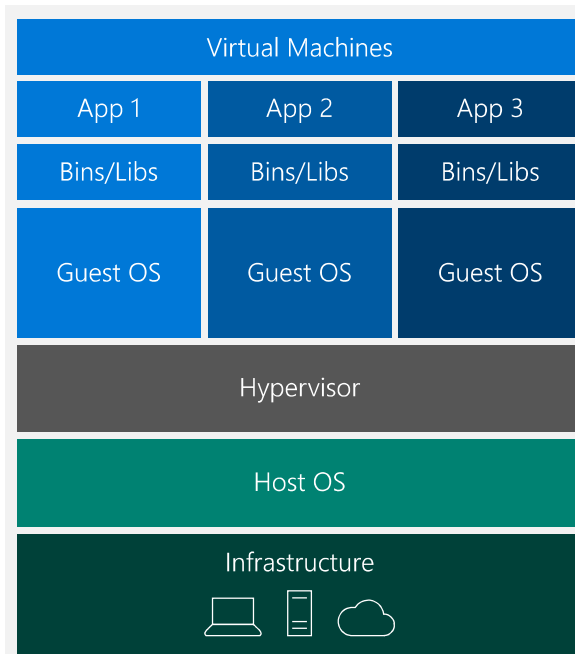 Virtual Machines
App 1 App 2 App 3
Bins/Libs Bins/Libs Bins/Libs
Guest OS Guest OS Guest OS
Hypervisor
Host OS
Infrastructure